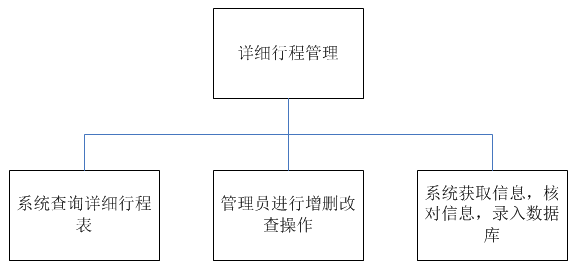 详细行程管理
系统查询详细行程
表
管理员进行增删改
查操作
系统获取信息，核
对信息，录入数据
库